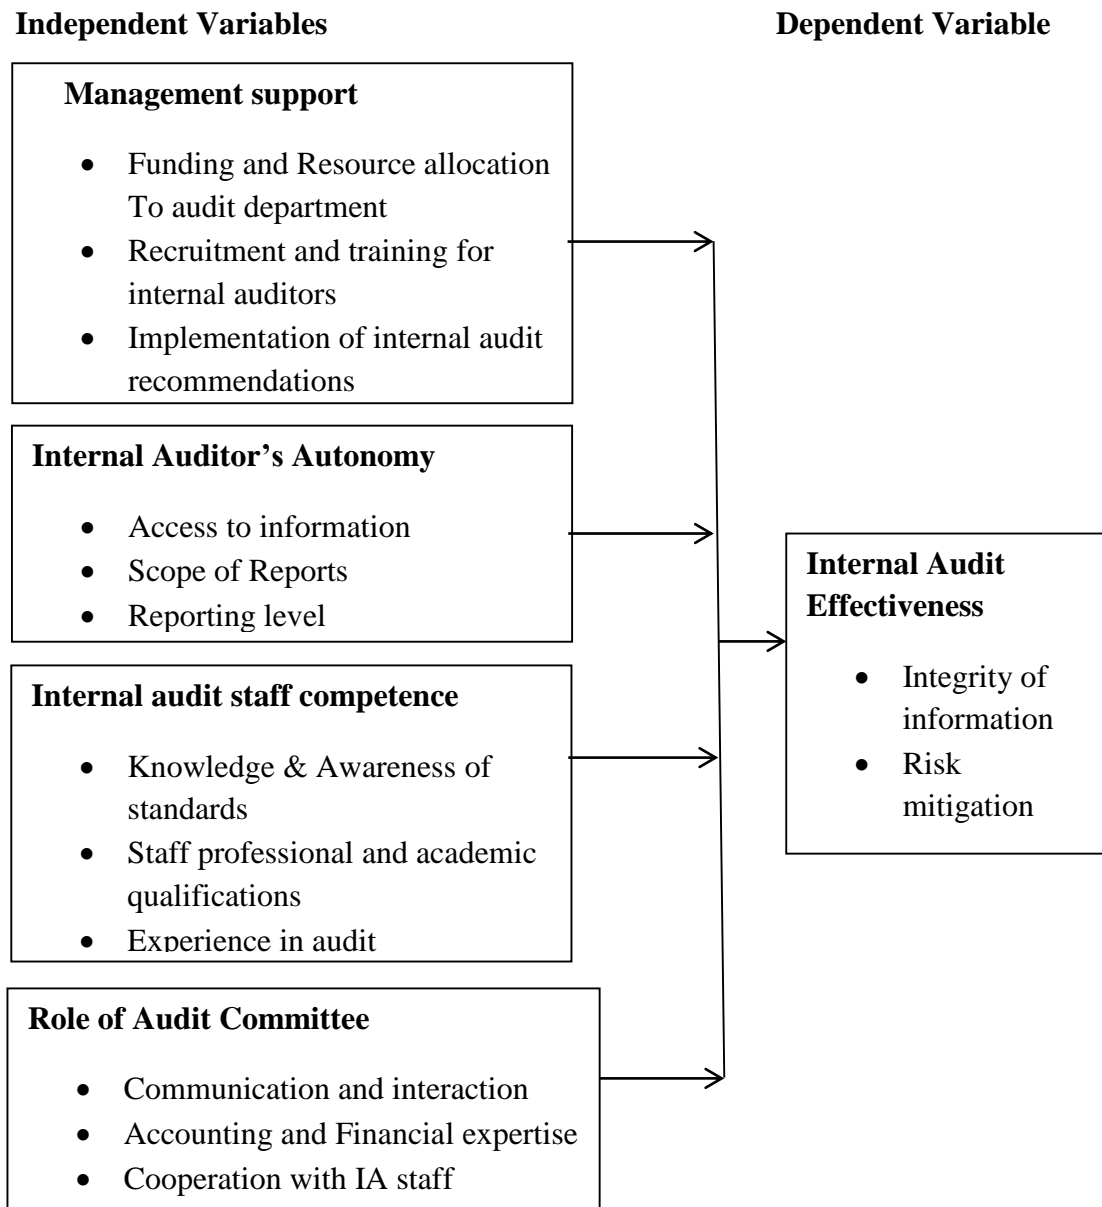 Independent Variables
Dependent Variable
Management support
• Funding and Resource allocation
To audit department
• Recruitment and training for
internal auditors
• Implementation of internal audit
recommendations
Internal Auditor’s Autonomy
• Access to information
• Scope of Reports
• Reporting level
Internal audit staff competence
• Knowledge & Awareness of
standards
• Staff professional and academic
qualifications
• Experience in audit
Role of Audit Committee
• Communication and interaction
• Accounting and Financial expertise
• Cooperation with IA staff
Internal Audit
Effectiveness
• Integrity of
information
• Risk
mitigation